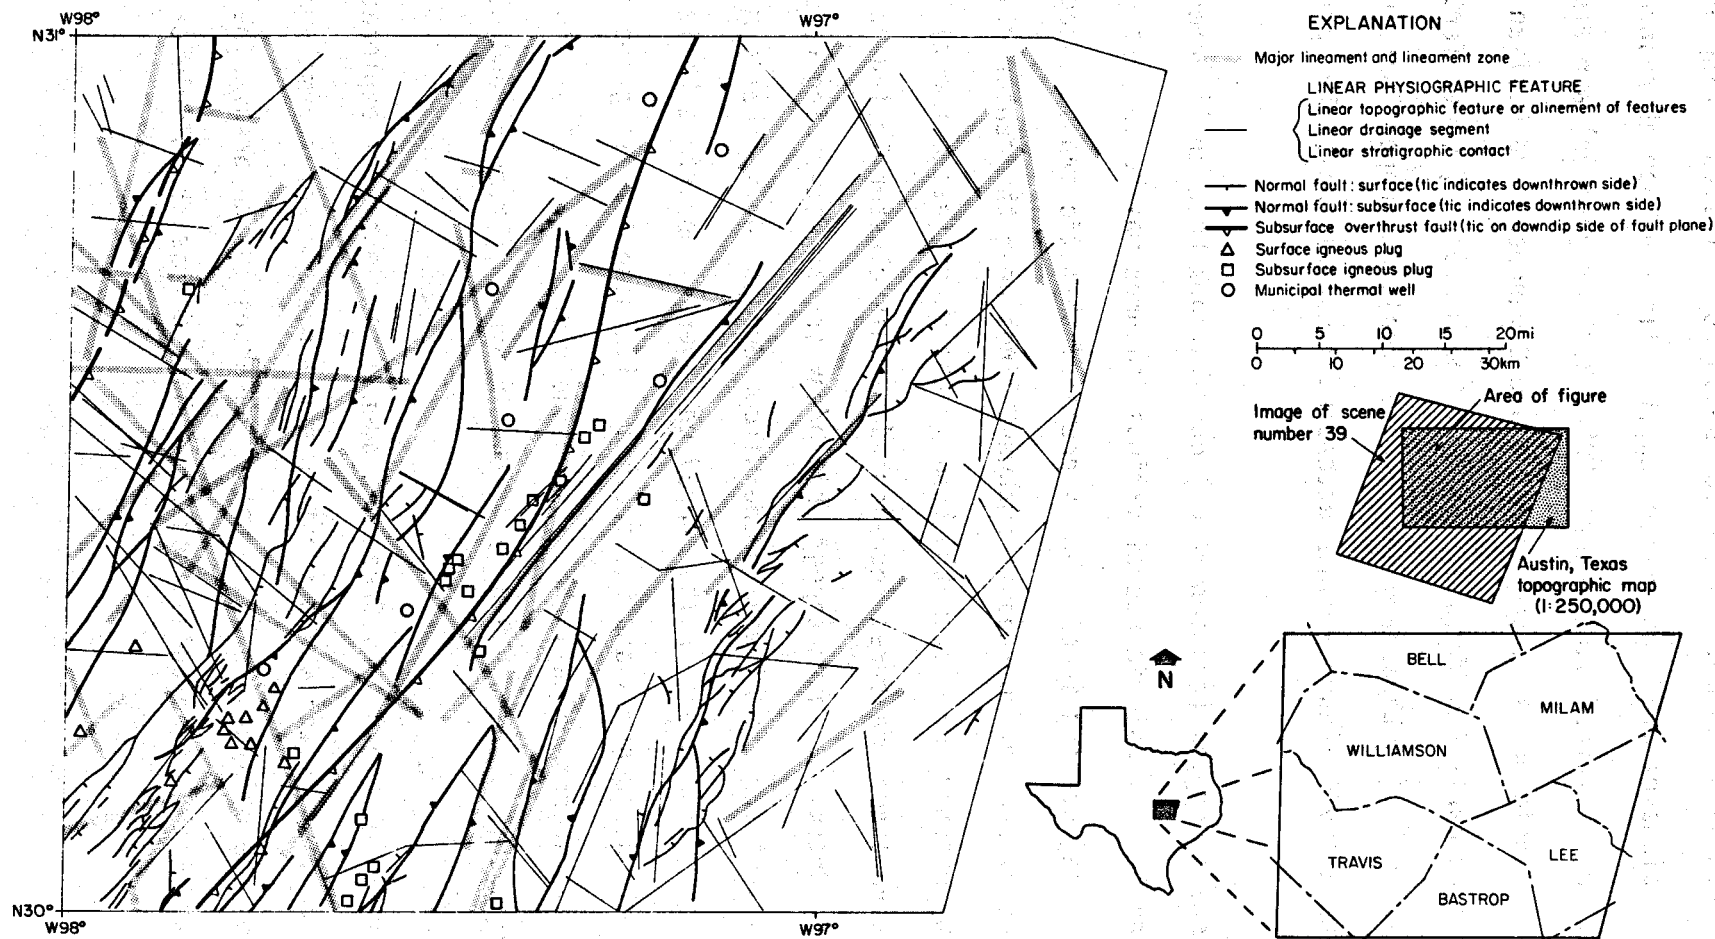 W98°
W97°
N31°
N30°
W98°
W97°
EXPLANATION
Major lineament and lineament zone
LINEAR PHYSIOGRAPHIC FEATURE
Linear topographic feature or alinement of features
Linear drainage segment
Linear stratigraphic contact
Normal fault: surface (tic indicates downthrown side)
Normal fault: subsurface (tic indicates downthrown side)
Subsurface overthrust fault (tic on downdip side of fault plane)
Surface igneous plug
Subsurface igneous plug
Municipal thermal well
0 5 10 15 20mi
0 10 20 30km
Area of figure
Image of scene
number 39
Austin, Texas
topographic map
(1:250,000)
N
BELL
MILAM
WILLIAMSON
TRAVIS
LEE
BASTROP